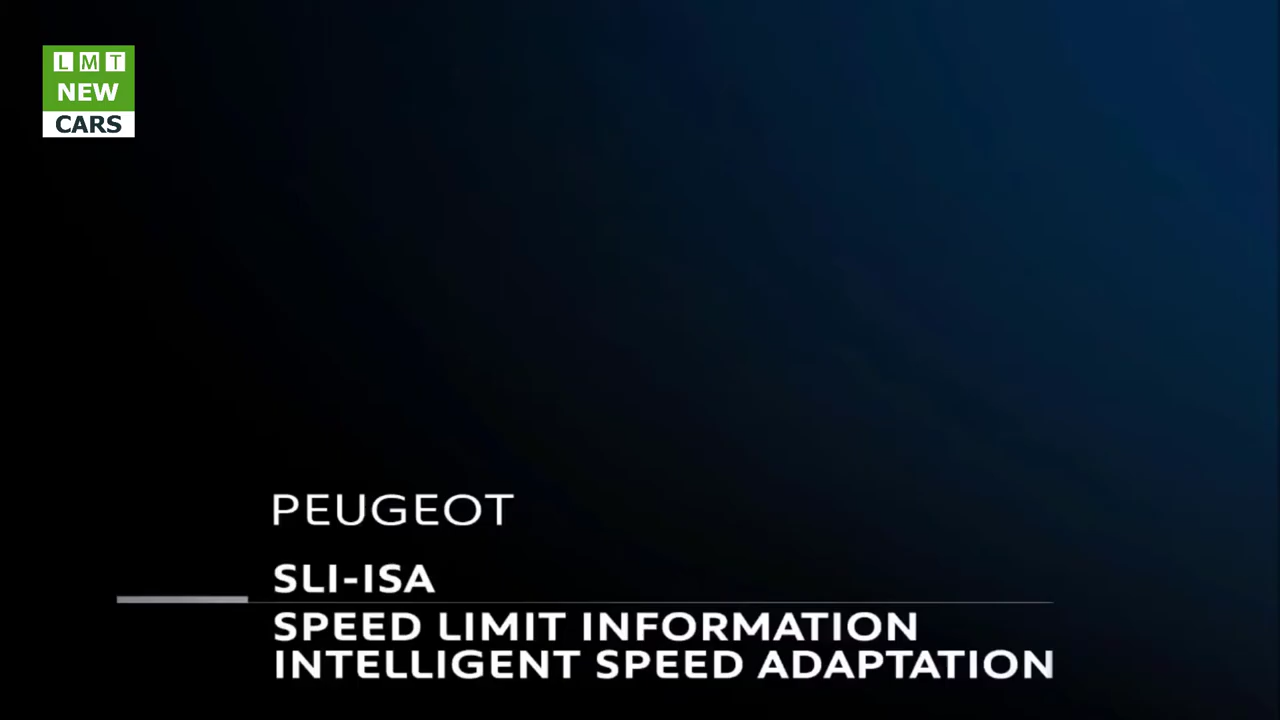 LMT
NEW
CARS
PEUGEOT
SLI-ISA
SPEED LIMIT INFORMATION
INTELLIGENT SPEED ADAPTATION